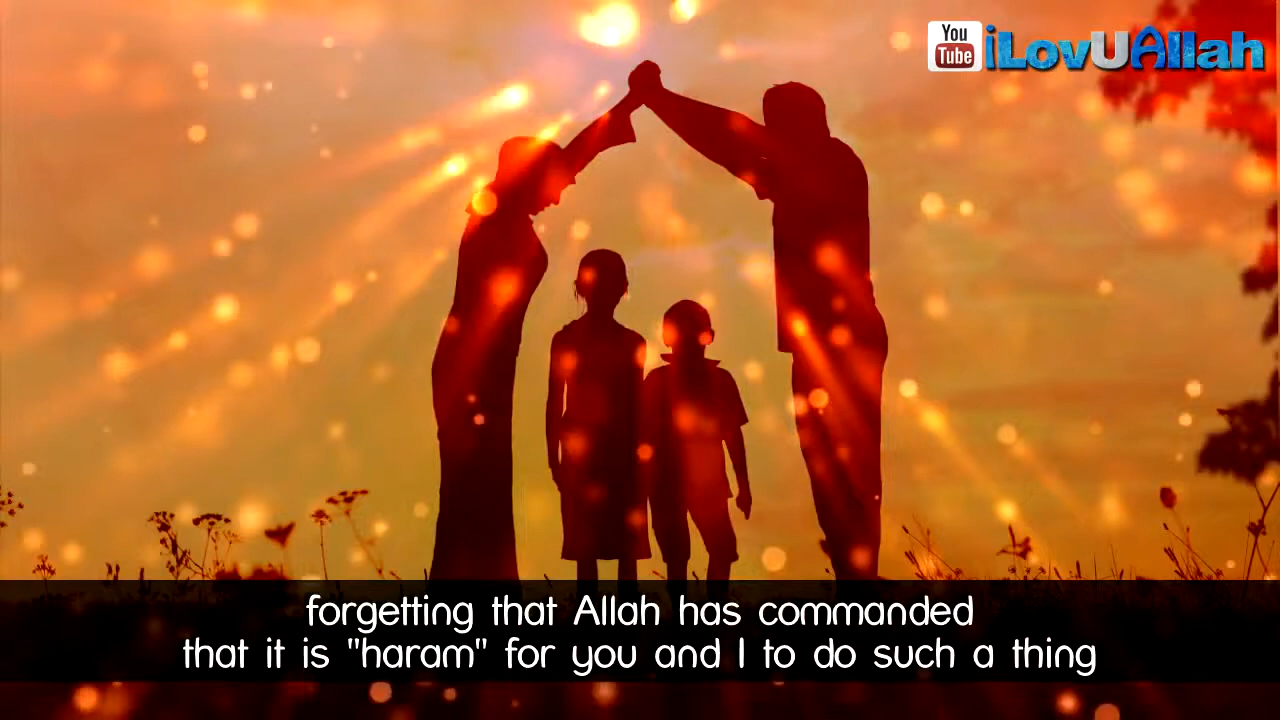 You
Tube
iLovUAllah
forgetting that Allah has commanded
that it is "haram" for you and I to do such a thing